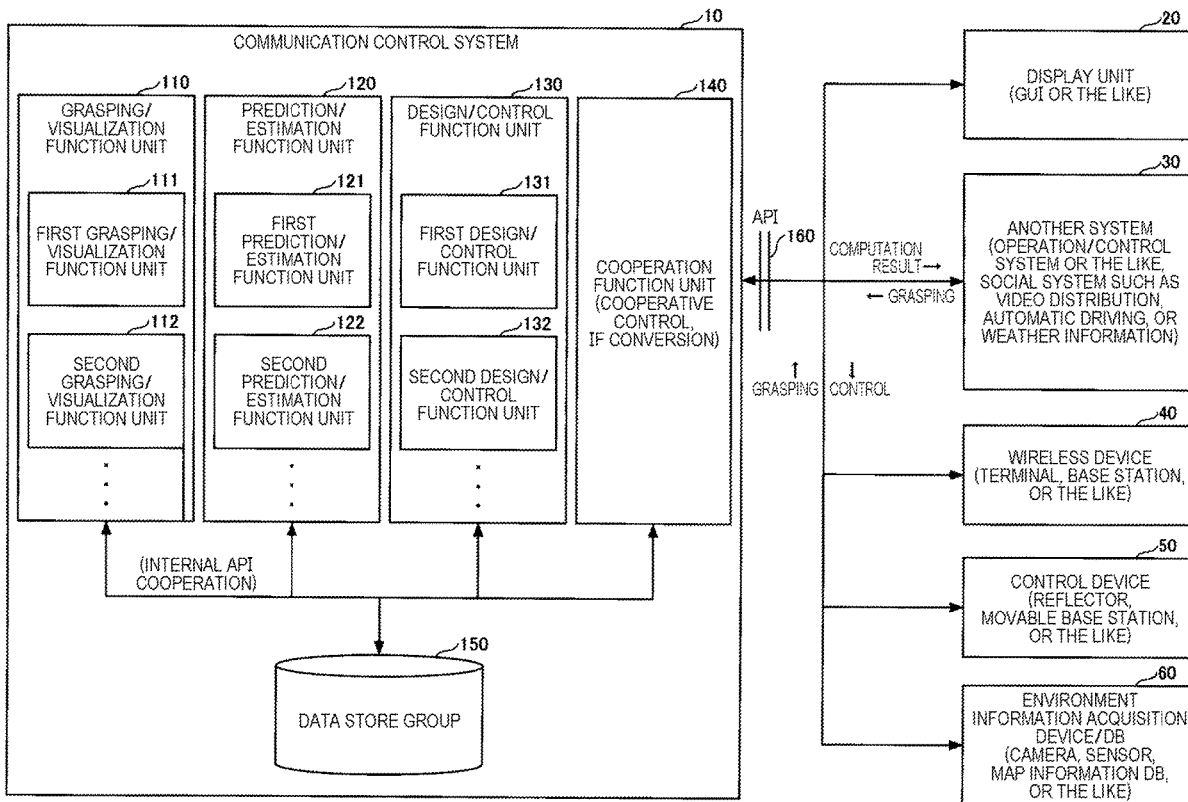 10
COMMUNICATION CONTROL SYSTEM
110
GRASPING/
VISUALIZATION
FUNCTION UNIT
111
FIRST GRASPING/
VISUALIZATION
FUNCTION UNIT
112
SECOND
GRASPING/
VISUALIZATION
FUNCTION UNIT
120
PREDICTION/
ESTIMATION
FUNCTION UNIT
121
FIRST
PREDICTION/
ESTIMATION
FUNCTION UNIT
122
SECOND
PREDICTION/
ESTIMATION
FUNCTION UNIT
130
DESIGN/CONTROL
FUNCTION UNIT
131
FIRST DESIGN/
CONTROL
FUNCTION UNIT
132
SECOND DESIGN/
CONTROL
FUNCTION UNIT
140
COOPERATION
FUNCTION UNIT
(COOPERATIVE
CONTROL,
IF CONVERSION)
(INTERNAL API
COOPERATION)
150
DATA STORE GROUP
API
160
COMPUTATION
RESULT→
←GRASPING
↑
GRASPING
↓
CONTROL
20
DISPLAY UNIT
(GUI OR THE LIKE)
30
ANOTHER SYSTEM
(OPERATION/CONTROL
SYSTEM OR THE LIKE,
SOCIAL SYSTEM SUCH AS
VIDEO DISTRIBUTION,
AUTOMATIC DRIVING, OR
WEATHER INFORMATION)
40
WIRELESS DEVICE
(TERMINAL, BASE STATION,
OR THE LIKE)
50
CONTROL DEVICE
(REFLECTOR,
MOVABLE BASE STATION,
OR THE LIKE)
60
ENVIRONMENT
INFORMATION ACQUISITION
DEVICE/DB
(CAMERA, SENSOR,
MAP INFORMATION DB,
OR THE LIKE)